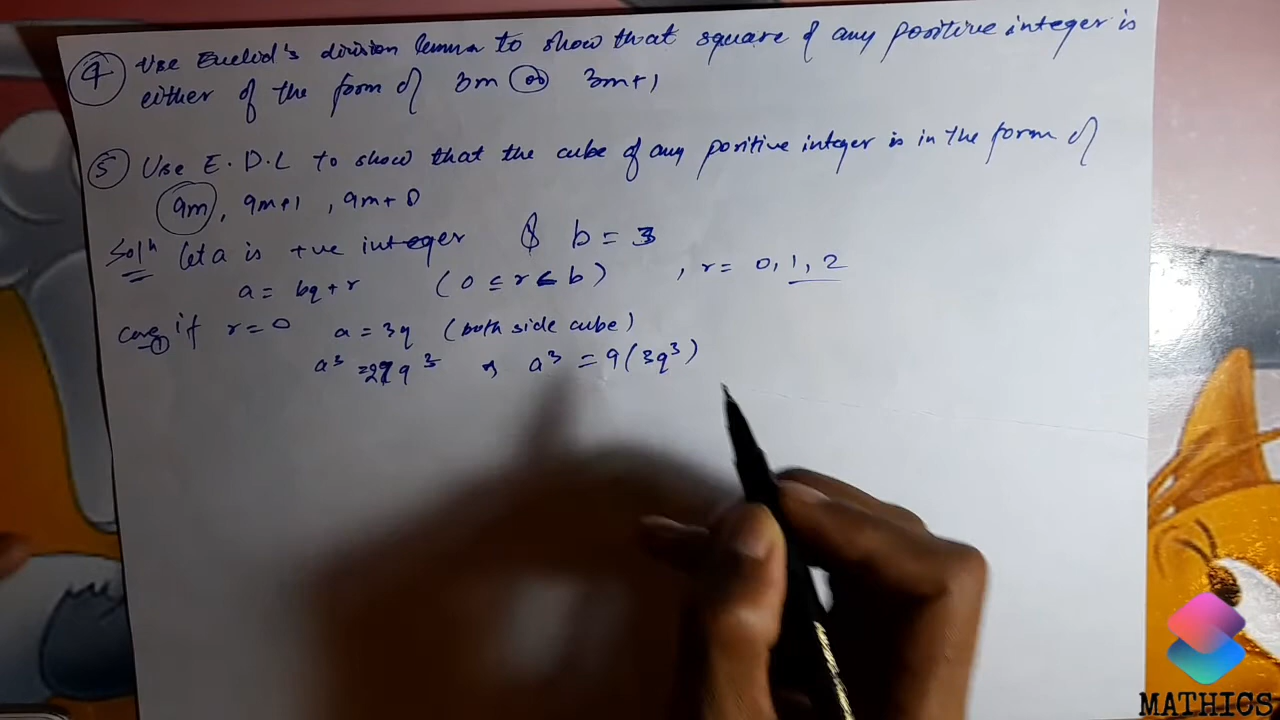 ④ Use Euclid's division lemma to show that square of any positive integer is
either of the form of 3m or 3m+1
⑤ Use E.D.L to show that the cube of any positive integer is in the form of
9m, 9m+1, 9m+8
Solⁿ let a is +ve integer & b = 3
a = bq+r (0 ≤ r < b), r = 0, 1, 2
case ① if r = 0 a = 3q (both side cube)
a³ = 27q³ a³ = 9(3q³)
MATHIOS